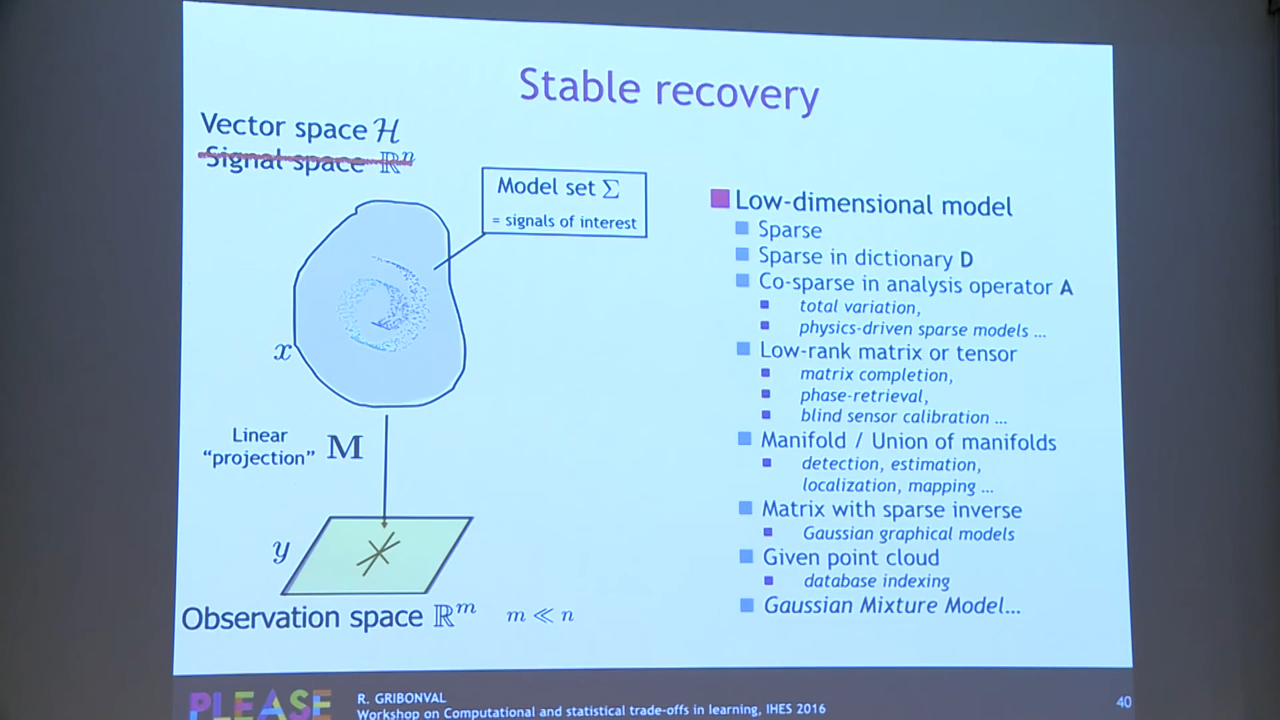 Stable recovery
Vector space ℋ
Signal space ℝⁿ
Model set Σ
= signals of interest
x
Linear
“projection” M
y
Observation space ℝᵐ m ≪ n
Low-dimensional model
Sparse
Sparse in dictionary D
Co-sparse in analysis operator A
total variation,
physics-driven sparse models ...
Low-rank matrix or tensor
matrix completion,
phase-retrieval,
blind sensor calibration ...
Manifold / Union of manifolds
detection, estimation,
localization, mapping ...
Matrix with sparse inverse
Gaussian graphical models
Given point cloud
database indexing
Gaussian Mixture Model...
PLEASE
R. GRIBONVAL
Workshop on Computational and statistical trade-offs in learning, IHES 2016
40